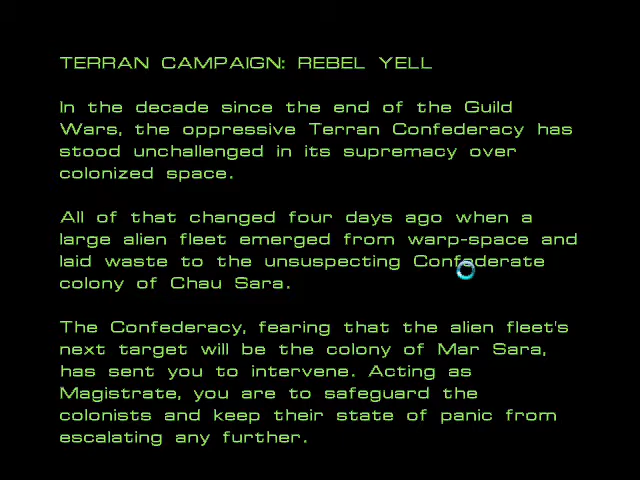 TERRAN CAMPAIGN: REBEL YELL
In the decade since the end of the Guild
Wars, the oppressive Terran Confederacy has
stood unchallenged in its supremacy over
colonized space.
All of that changed four days ago when a
large alien fleet emerged from warp-space and
laid waste to the unsuspecting Confederate
colony of Chau Sara.
The Confederacy, fearing that the alien fleet's
next target will be the colony of Mar Sara,
has sent you to intervene. Acting as
Magistrate, you are to safeguard the
colonists and keep their state of panic from
escalating any further.